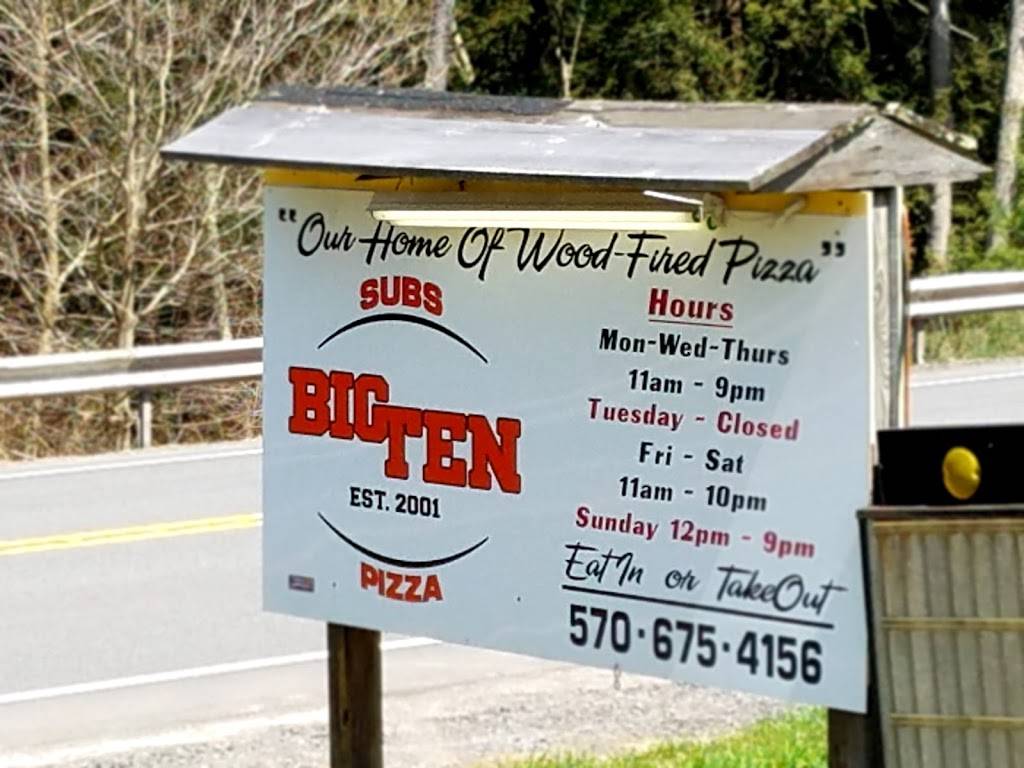 "Our Home Of Wood-Fired Pizza"
SUBS
BIG TEN
EST. 2001
PIZZA
Hours
Mon-Wed-Thurs
11am - 9pm
Tuesday - Closed
Fri - Sat
11am - 10pm
Sunday 12pm - 9pm
Eat In or TakeOut
570·675·4156